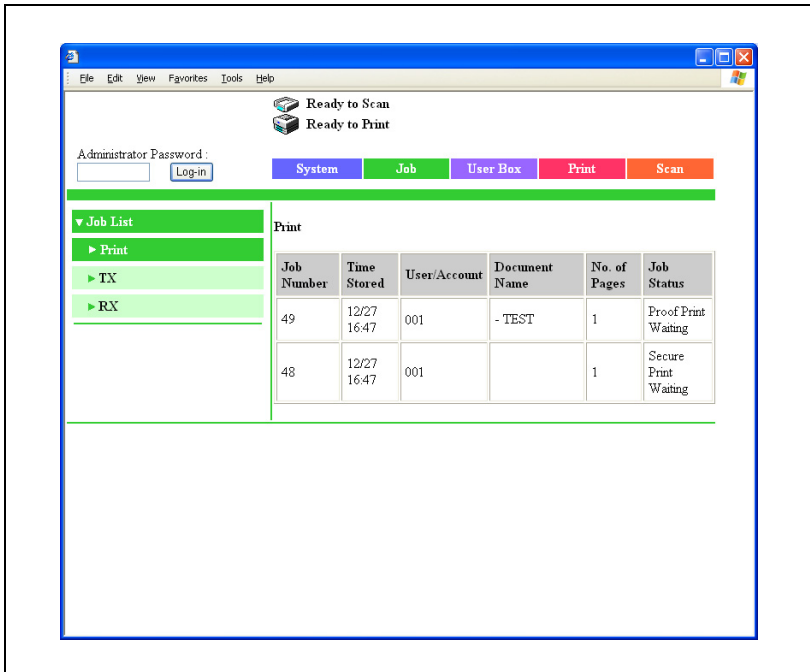 File Edit View Favorites Tools Help
Ready to Scan
Ready to Print
Administrator Password :
Log-in
System Job User Box Print Scan
▼ Job List
► Print
► TX
► RX
Print
Job Number Time Stored User/Account Document Name No. of Pages Job Status
49 12/27 16:47 001 - TEST 1 Proof Print Waiting
48 12/27 16:47 001 1 Secure Print Waiting